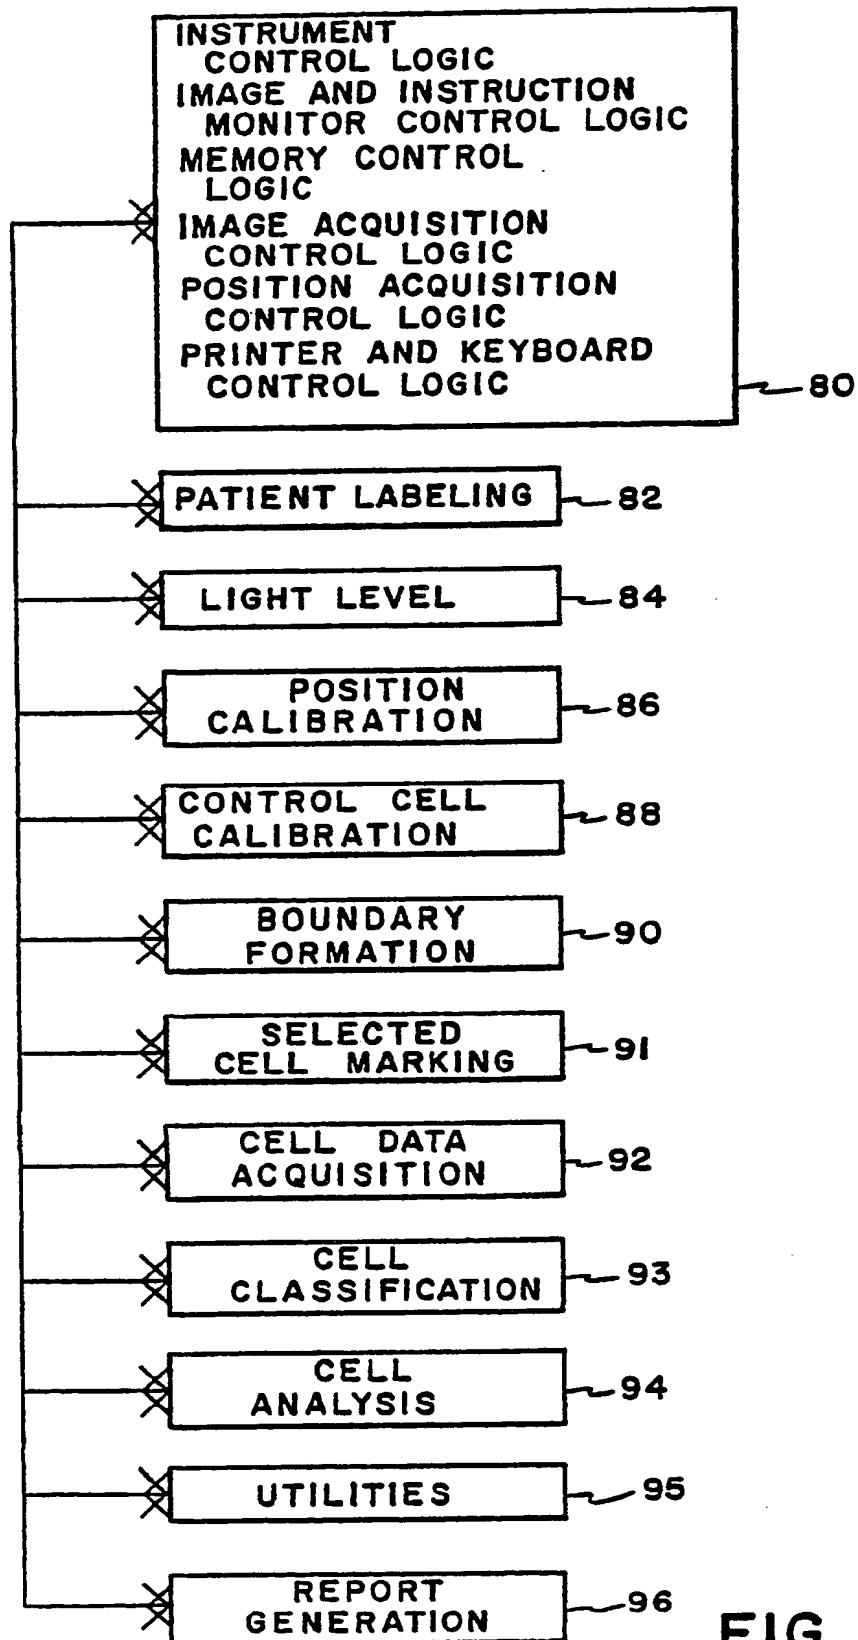 INSTRUMENT
CONTROL LOGIC
IMAGE AND INSTRUCTION
MONITOR CONTROL LOGIC
MEMORY CONTROL
LOGIC
IMAGE ACQUISITION
CONTROL LOGIC
POSITION ACQUISITION
CONTROL LOGIC
PRINTER AND KEYBOARD
CONTROL LOGIC
80
PATIENT LABELING 82
LIGHT LEVEL 84
POSITION
CALIBRATION 86
CONTROL CELL
CALIBRATION 88
BOUNDARY
FORMATION 90
SELECTED
CELL MARKING 91
CELL DATA
ACQUISITION 92
CELL
CLASSIFICATION 93
CELL
ANALYSIS 94
UTILITIES 95
REPORT
GENERATION 96
FIG